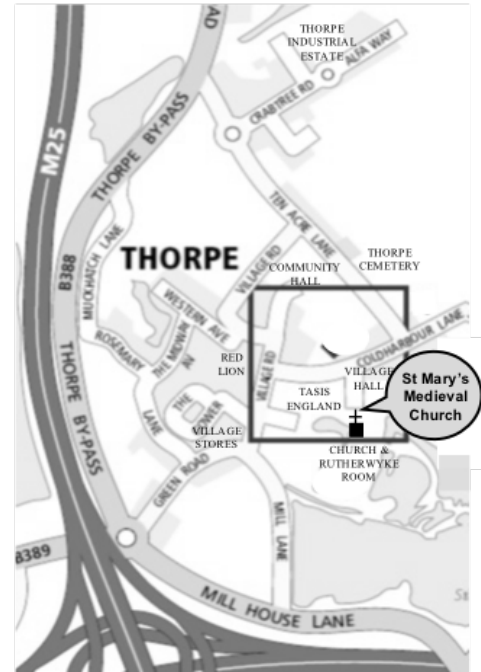 AD
THORPE
INDUSTRIAL
ESTATE
ALFA WAY
CRABTREE RD
M25
THORPE BY-PASS
TEN ACRE LANE
B388
MUCKHATCH LANE
THORPE
VILLAGE RD
COMMUNITY
HALL
THORPE
CEMETERY
WESTERN AVE
COLDHARBOUR LANE
ROSEMARY
LANE
THE MIDWAY
AV
RED
LION
VILLAGE RD
VILLAGE
HALL
TASIS
ENGLAND
St Mary's
Medieval
Church
THORPE BY-PASS
THE
VILLAGE
STORES
CHURCH &
RUTHERWYKE
ROOM
GREEN ROAD
MILL LANE
B389
MILL HOUSE LANE